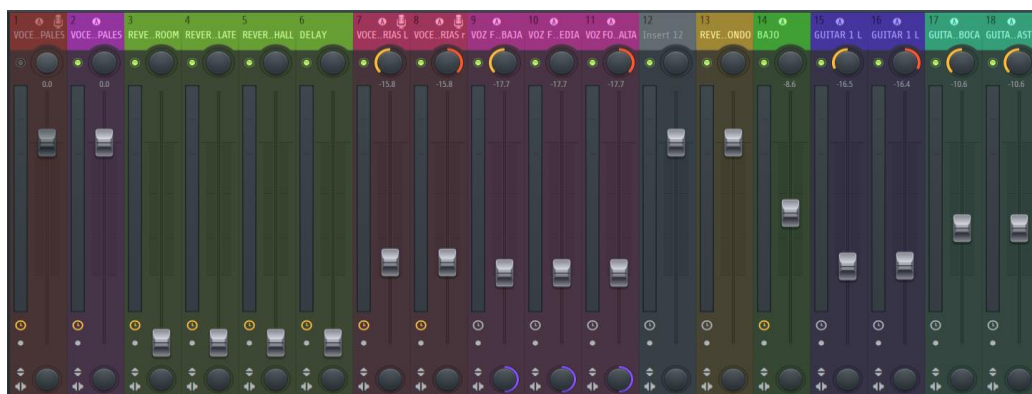 1 2 3 4 5 6 7 8 9 10 11 12 13 14 15 16 17 18
VOCE..PALES VOCE..PALES REVE..ROOM REVER..LATE REVER..HALL DELAY VOCE..RIAS L VOCE..RIAS r VOZ F..BAJA VOZ F..EDIA VOZ FO..ALTA Insert 12 REVE..ONDO BAJO GUITAR 1 L GUITAR 1 L GUITA..BOCA GUITA..AST
0.0 0.0 -15.8 -15.8 -17.7 -17.7 -17.7 -8.6 -16.5 -16.4 -10.6 -10.6